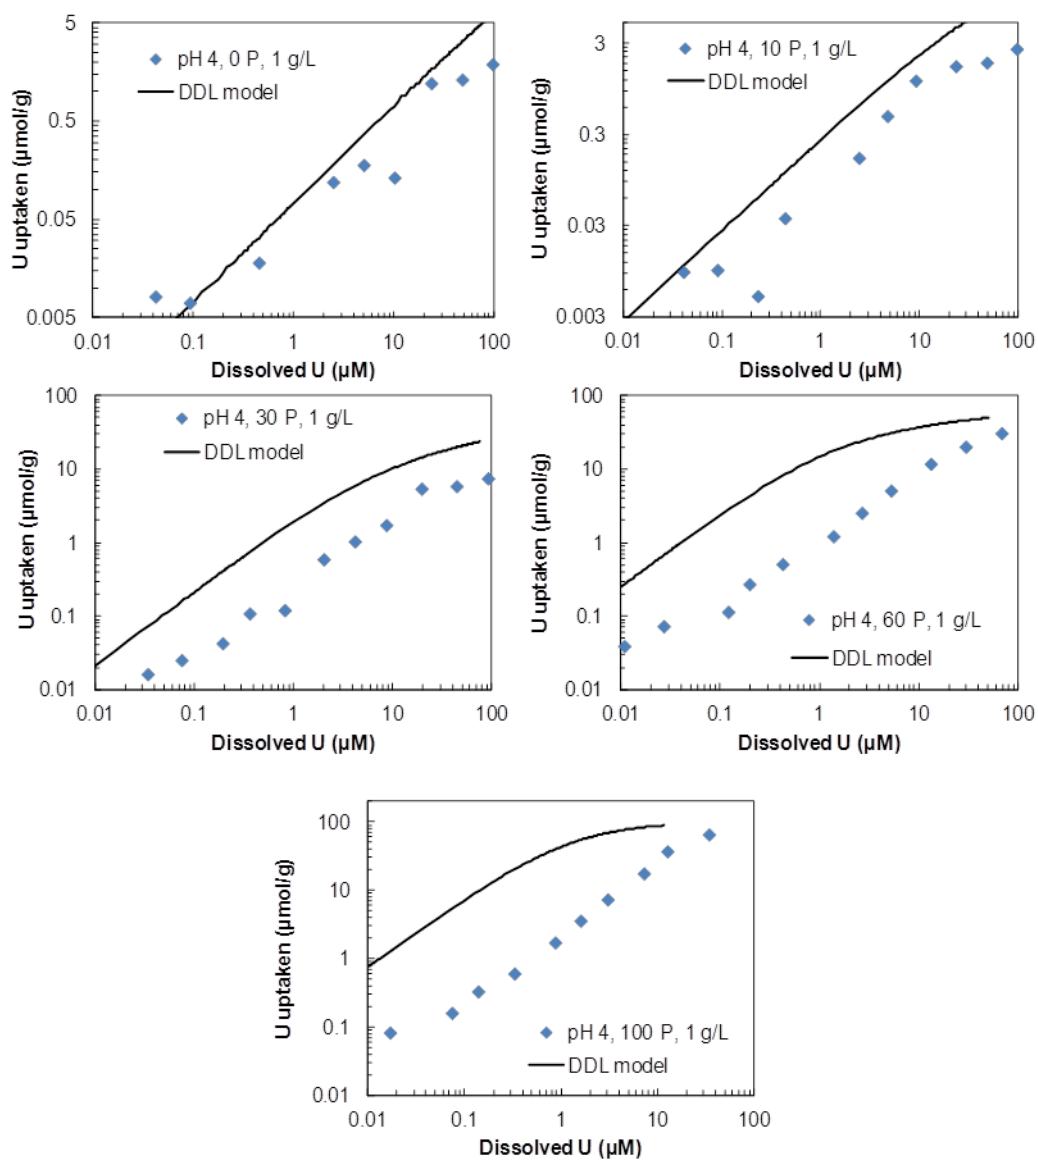 5
0.5
0.05
0.005
U uptaken (µmol/g)
pH 4, 0 P, 1 g/L
DDL model
0.01 0.1 1 10 100
Dissolved U (µM)
3
0.3
0.03
0.003
U uptaken (µmol/g)
pH 4, 10 P, 1 g/L
DDL model
0.01 0.1 1 10 100
Dissolved U (µM)
100
10
1
0.1
0.01
U uptaken (µmol/g)
pH 4, 30 P, 1 g/L
DDL model
0.01 0.1 1 10 100
Dissolved U (µM)
100
10
1
0.1
0.01
U uptaken (µmol/g)
pH 4, 60 P, 1 g/L
DDL model
0.01 0.1 1 10 100
Dissolved U (µM)
100
10
1
0.1
0.01
U uptaken (µmol/g)
pH 4, 100 P, 1 g/L
DDL model
0.01 0.1 1 10 100
Dissolved U (µM)